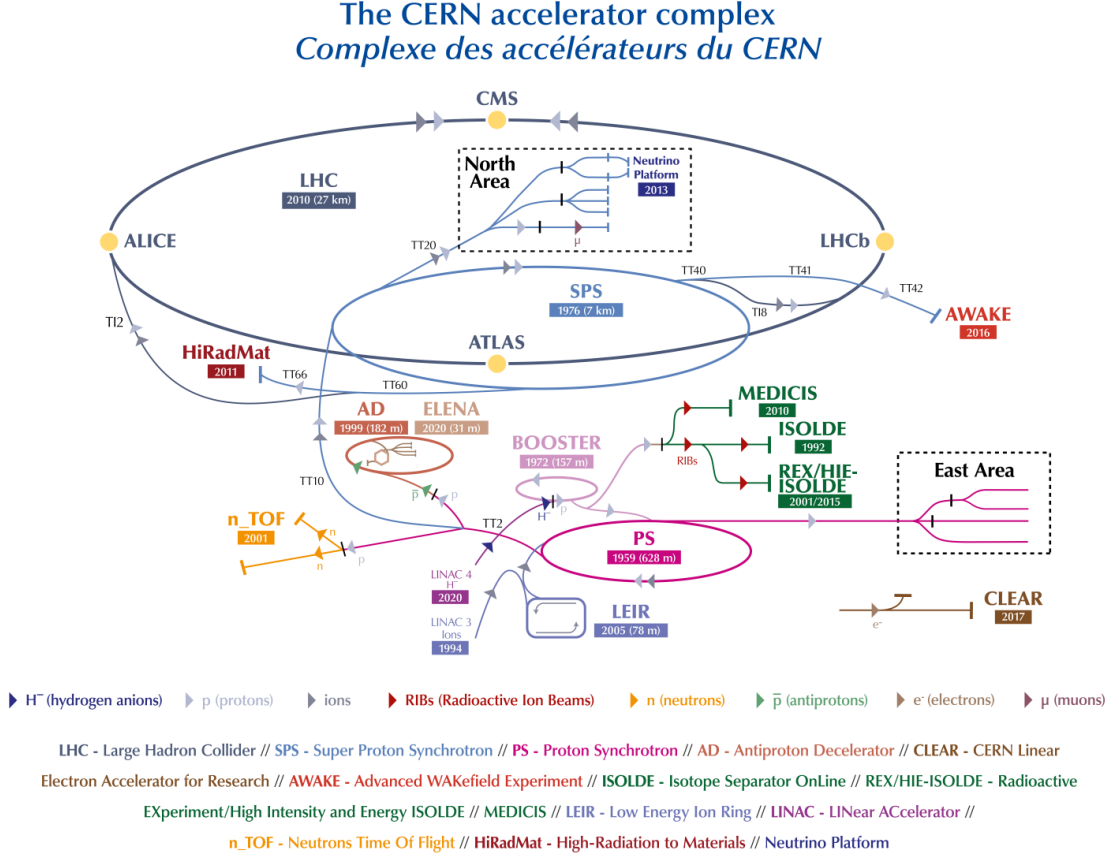 The CERN accelerator complex
Complexe des accélérateurs du CERN
CMS
North
Area
Neutrino
Platform
2013
LHC
2010 (27 km)
µ
ALICE
LHCb
TT20
TT40
TT41
TT42
SPS
1976 (7 km)
TI8
AWAKE
2016
TI2
ATLAS
HiRadMat
2011
TT66
TT60
MEDICIS
2010
AD
1999 (182 m)
ELENA
2020 (31 m)
ISOLDE
1992
BOOSTER
1972 (157 m)
RIBs
REX/HIE-
ISOLDE
2001/2015
East Area
TT10
p̅
p
H⁻
p
n_TOF
2001
TT2
n
n
p
PS
1959 (628 m)
LINAC 4
H⁻
2020
LEIR
2005 (78 m)
LINAC 3
Ions
1994
CLEAR
2017
e⁻
H⁻ (hydrogen anions)
p (protons)
ions
RIBs (Radioactive Ion Beams)
n (neutrons)
p̅ (antiprotons)
e⁻ (electrons)
µ (muons)
LHC - Large Hadron Collider // SPS - Super Proton Synchrotron // PS - Proton Synchrotron // AD - Antiproton Decelerator // CLEAR - CERN Linear
Electron Accelerator for Research // AWAKE - Advanced WAKefield Experiment // ISOLDE - Isotope Separator OnLine // REX/HIE-ISOLDE - Radioactive
EXperiment/High Intensity and Energy ISOLDE // MEDICIS // LEIR - Low Energy Ion Ring // LINAC - LINear ACcelerator //
n_TOF - Neutrons Time Of Flight // HiRadMat - High-Radiation to Materials // Neutrino Platform